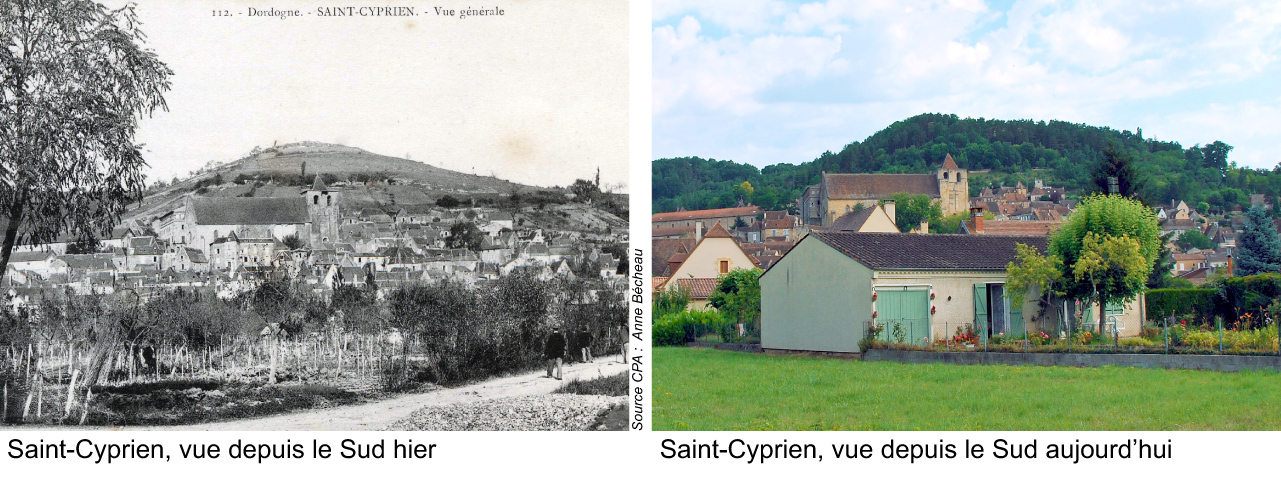 112. - Dordogne. - SAINT-CYPRIEN. - Vue générale
Source CPA : Anne Bécheau
Saint-Cyprien, vue depuis le Sud hier
Saint-Cyprien, vue depuis le Sud aujourd'hui